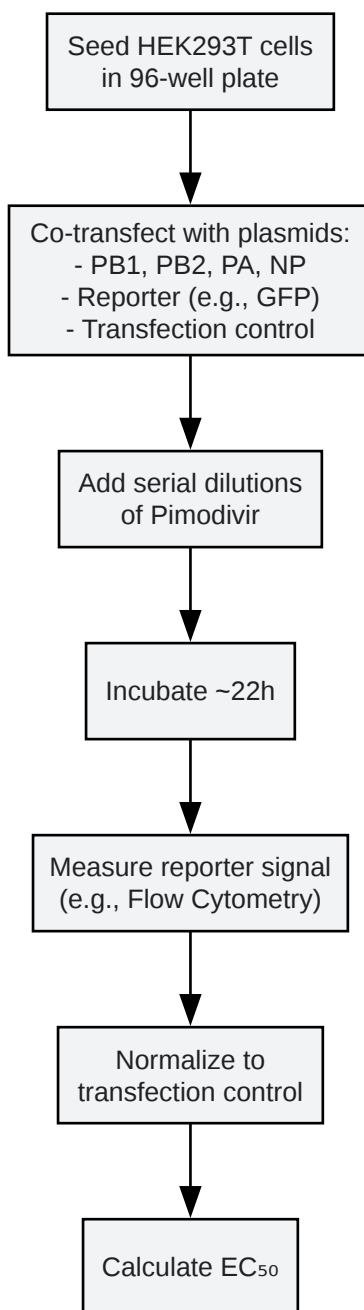 Seed HEK293T cells
in 96-well plate
Co-transfect with plasmids:
- PB1, PB2, PA, NP
- Reporter (e.g., GFP)
- Transfection control
Add serial dilutions
of Pimodivir
Incubate ~22h
Measure reporter signal
(e.g., Flow Cytometry)
Normalize to
transfection control
Calculate EC₅₀